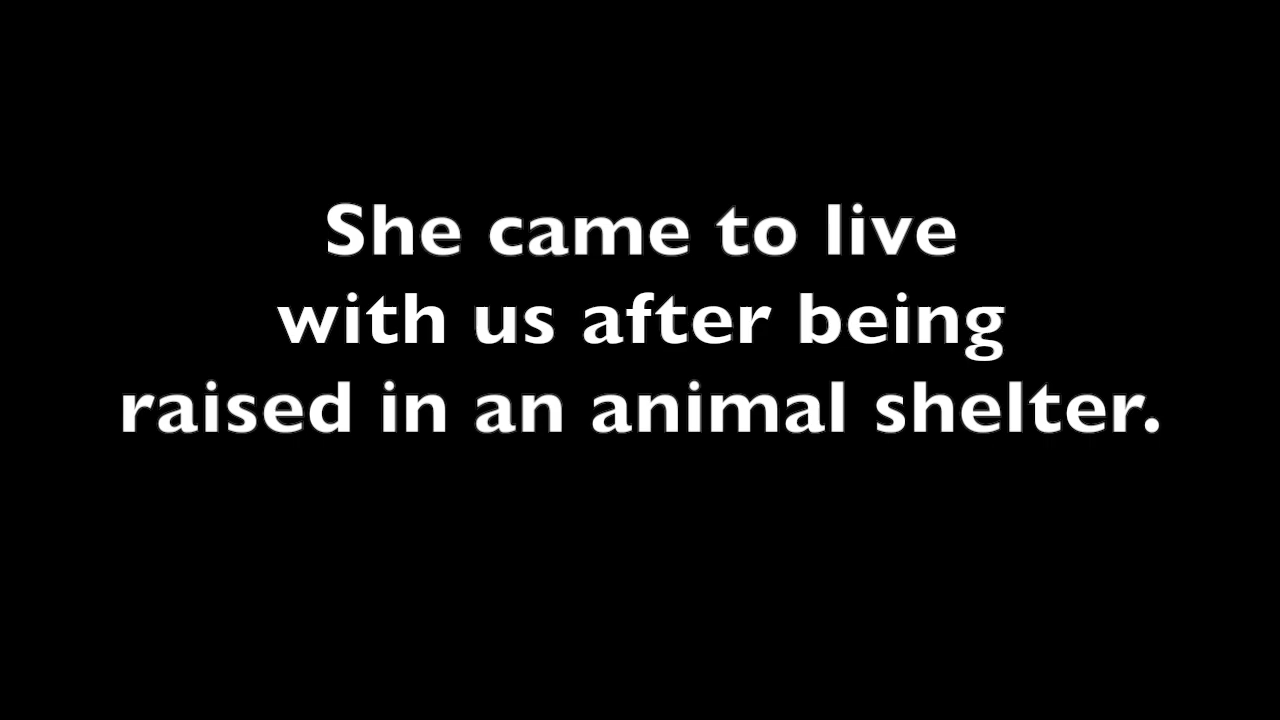 She came to live
with us after being
raised in an animal shelter.